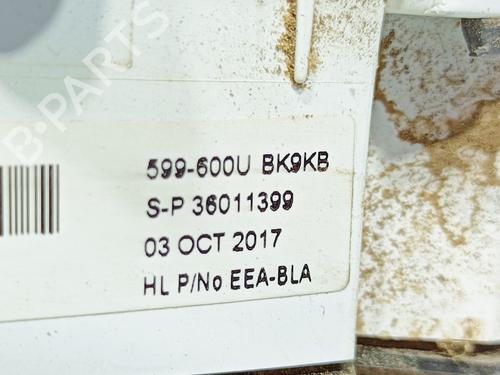 B-PARTS
599-600U BK9KB
S-P 36011399
03 OCT 2017
HL P/No EEA-BLA